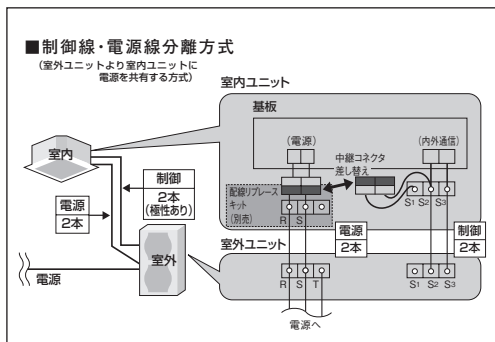 ■制御線・電源線分離方式
(室外ユニットより室内ユニットに
電源を共有する方式)
室内ユニット
基板
(電源)
中継コネクタ
差し替え
(内外通信)
配線リプレース
キット
(別売)
R S
S1 S2 S3
室内
制御
2本
(極性あり)
電源
2本
室外
電源
電源
2本
制御
2本
室外ユニット
R S T
S1 S2 S3
電源へ